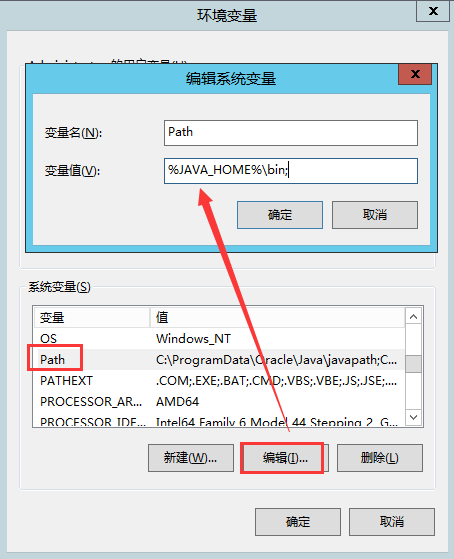 环境变量
编辑系统变量
变量名(N):
Path
变量值(V):
%JAVA_HOME%\bin;
确定
取消
系统变量(S)
变量
值
OS
Windows_NT
Path
C:\ProgramData\Oracle\Java\javapath;C...
PATHEXT
.COM;.EXE;.BAT;.CMD;.VBS;.VBE;.JS;.JSE;....
PROCESSOR_AR...
AMD64
PROCESSOR_IDE...
Intel64 Family 6 Model 44 Stepping 2, G...
新建(W)...
编辑(I)...
删除(L)
确定
取消